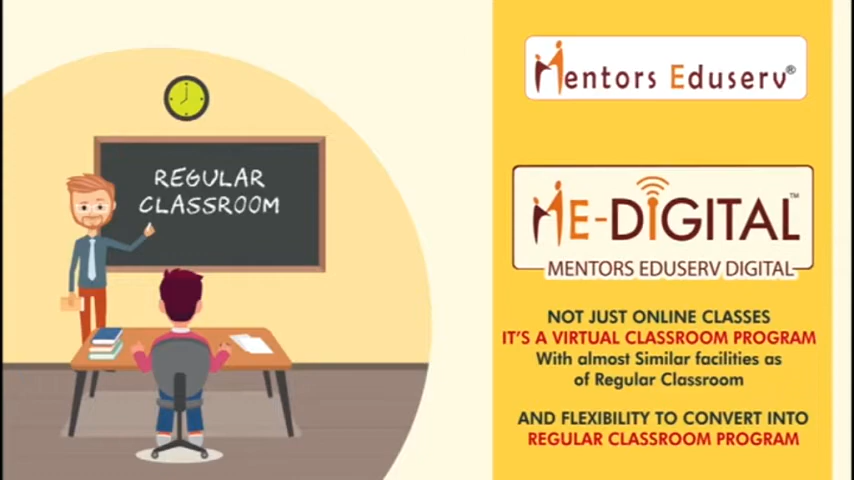 REGULAR
CLASSROOM
Mentors Eduserv®
ME-DIGITAL™
MENTORS EDUSERV DIGITAL
NOT JUST ONLINE CLASSES
IT'S A VIRTUAL CLASSROOM PROGRAM
With almost Similar facilities as
of Regular Classroom
AND FLEXIBILITY TO CONVERT INTO
REGULAR CLASSROOM PROGRAM